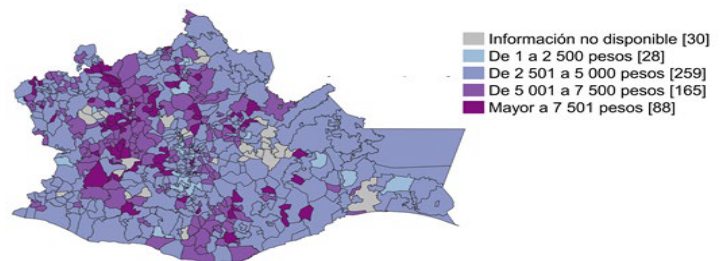 Información no disponible [30]
De 1 a 2 500 pesos [28]
De 2 501 a 5 000 pesos [259]
De 5 001 a 7 500 pesos [165]
Mayor a 7 501 pesos [88]